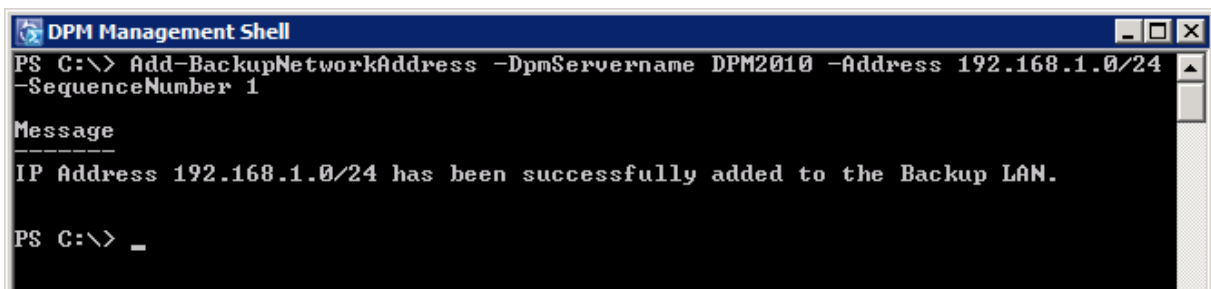 DPM Management Shell
PS C:\> Add-BackupNetworkAddress -DpmServername DPM2010 -Address 192.168.1.0/24
-SequenceNumber 1
Message
-------
IP Address 192.168.1.0/24 has been successfully added to the Backup LAN.
PS C:\> _